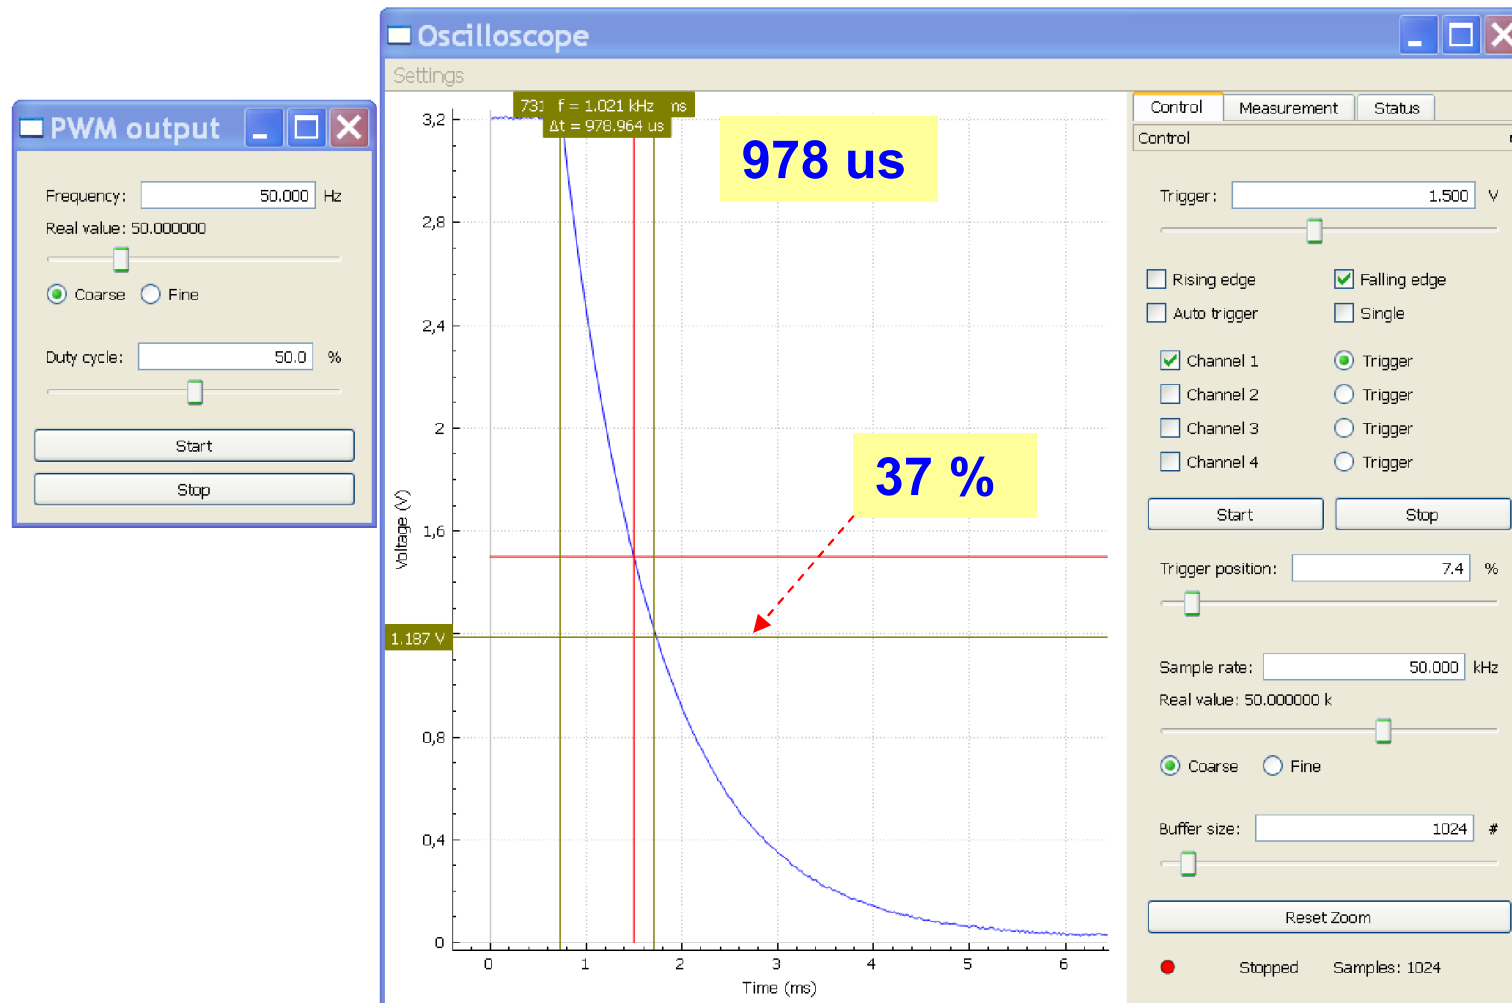 PWM output
Frequency: 50.000 Hz
Real value: 50.000000
Coarse Fine
Duty cycle: 50.0 %
Start
Stop
Oscilloscope
Settings
731 f = 1.021 kHz ms
Δt = 978.964 us
978 us
37 %
Voltage (V)
3,2
2,8
2,4
2
1,6
1.187 V
0,8
0,4
0
0 1 2 3 4 5 6
Time (ms)
Control Measurement Status
Control
Trigger: 1.500 V
Rising edge Falling edge
Auto trigger Single
Channel 1 Trigger
Channel 2 Trigger
Channel 3 Trigger
Channel 4 Trigger
Start Stop
Trigger position: 7.4 %
Sample rate: 50.000 kHz
Real value: 50.000000 k
Coarse Fine
Buffer size: 1024 #
Reset Zoom
Stopped Samples: 1024